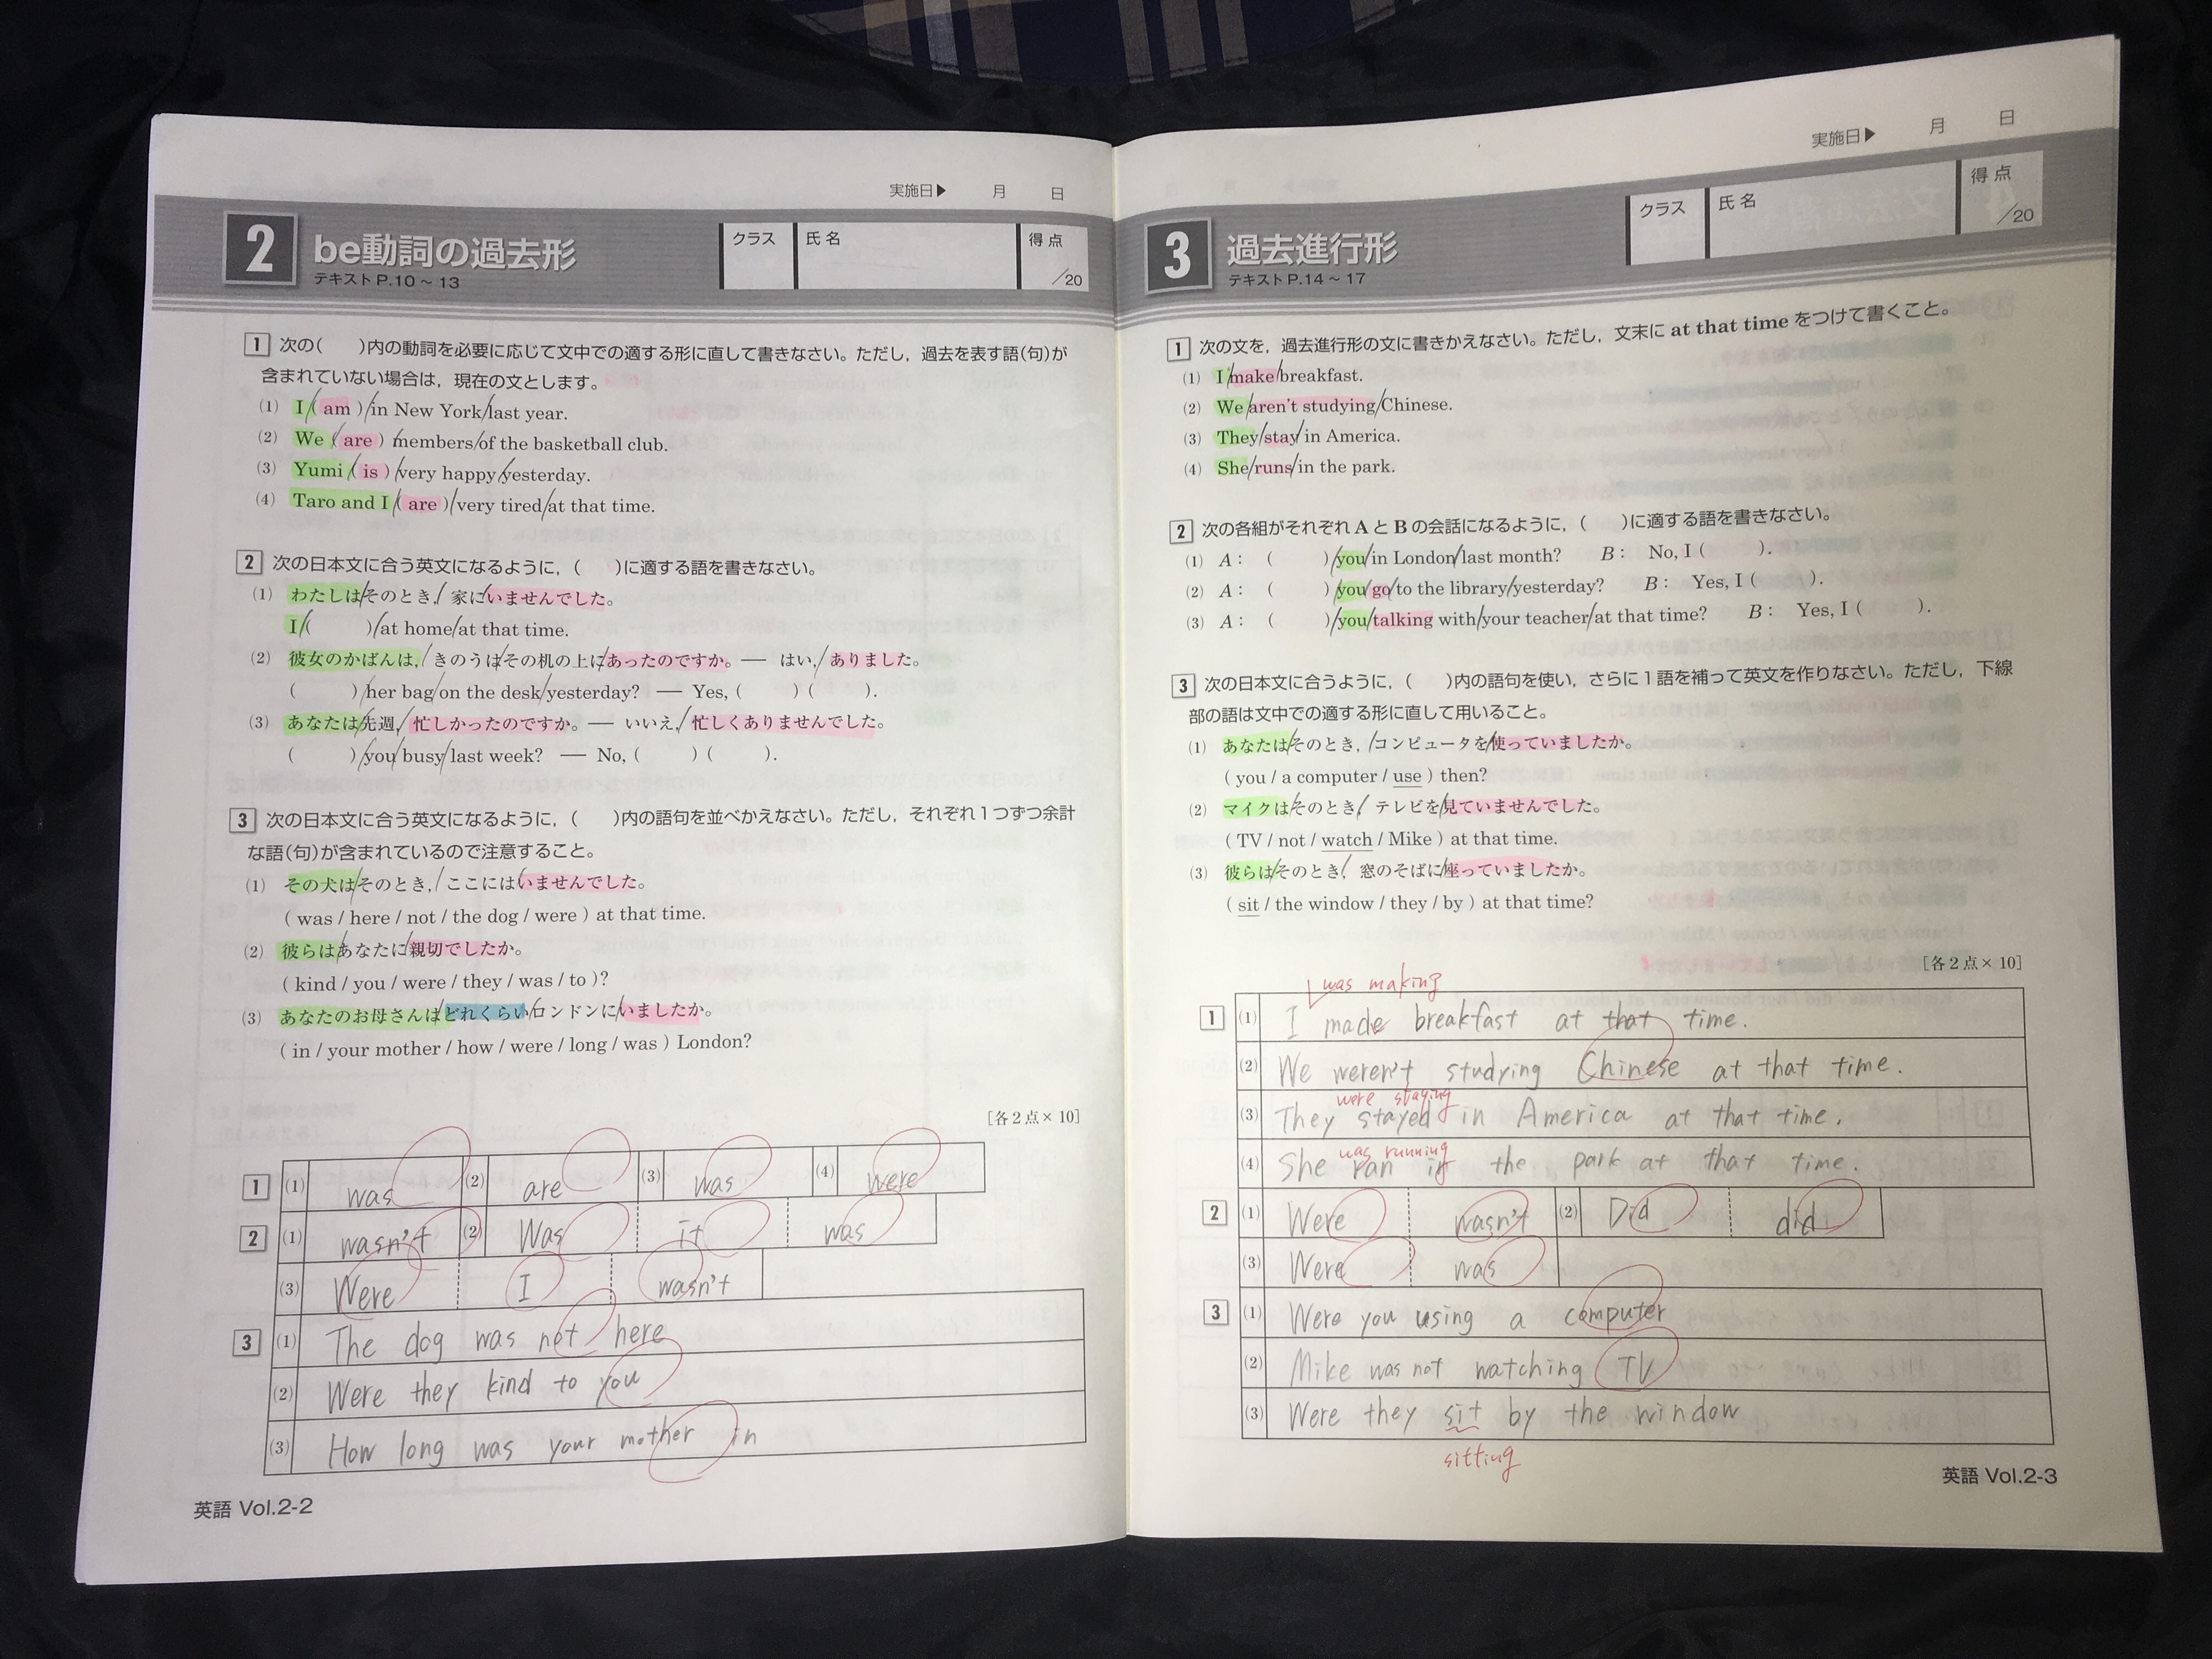 実施日▶ 月 日
2 be動詞の過去形
テキストP.10～13
クラス 氏名 得点 /20
1 次の( )内の動詞を必要に応じて文中での適する形に直して書きなさい。ただし，過去を表す語(句)が
含まれていない場合は，現在の文とします。
(1) I ( am ) in New York last year.
(2) We ( are ) members of the basketball club.
(3) Yumi ( is ) very happy yesterday.
(4) Taro and I ( are ) very tired at that time.
2 次の日本文に合う英文になるように，( )に適する語を書きなさい。
(1) わたしはそのとき，家にいませんでした。
I ( ) at home at that time.
(2) 彼女のかばんは，きのうはその机の上にあったのですか。— はい，ありました。
( ) her bag on the desk yesterday? — Yes, ( ) ( ).
(3) あなたは先週，忙しかったのですか。— いいえ，忙しくありませんでした。
( ) you busy last week? — No, ( ) ( ).
3 次の日本文に合う英文になるように，( )内の語句を並べかえなさい。ただし，それぞれ1つずつ余計
な語(句)が含まれているので注意すること。
(1) その犬はそのとき，ここにはいませんでした。
( was / here / not / the dog / were ) at that time.
(2) 彼らはあなたに親切でしたか。
( kind / you / were / they / was / to )?
(3) あなたのお母さんはどれくらいロンドンにいましたか。
( in / your mother / how / were / long / was ) London?
[各2点×10]
1 (1) was (2) are (3) was (4) were
2 (1) wasn't (2) Was it was
(3) Were I wasn't
3 (1) The dog was not here
(2) Were they kind to you
(3) How long was your mother in
英語 Vol.2-2
実施日▶ 月 日
3 過去進行形
テキストP.14～17
クラス 氏名 得点 /20
1 次の文を，過去進行形の文に書きかえなさい。ただし，文末に at that time をつけて書くこと。
(1) I make breakfast.
(2) We aren't studying Chinese.
(3) They stay in America.
(4) She runs in the park.
2 次の各組がそれぞれ A と B の会話になるように，( )に適する語を書きなさい。
(1) A: ( ) you in London last month? B: No, I ( ).
(2) A: ( ) you go to the library yesterday? B: Yes, I ( ).
(3) A: ( ) you talking with your teacher at that time? B: Yes, I ( ).
3 次の日本文に合うように，( )内の語句を使い，さらに1語を補って英文を作りなさい。ただし，下線
部の語は文中での適する形に直して用いること。
(1) あなたはそのとき，コンピュータを使っていましたか。
( you / a computer / use ) then?
(2) マイクはそのとき，テレビを見ていませんでした。
( TV / not / watch / Mike ) at that time.
(3) 彼らはそのとき，窓のそばに座っていましたか。
( sit / the window / they / by ) at that time?
[各2点×10]
was making
1 (1) I made breakfast at that time.
(2) We weren't studying Chinese at that time.
were staying
(3) They stayed in America at that time.
was running
(4) She ran in the park at that time.
2 (1) Were wasn't (2) Did did
(3) Were was
3 (1) Were you using a computer
(2) Mike was not watching TV
(3) Were they sit by the window
sitting
英語 Vol.2-3